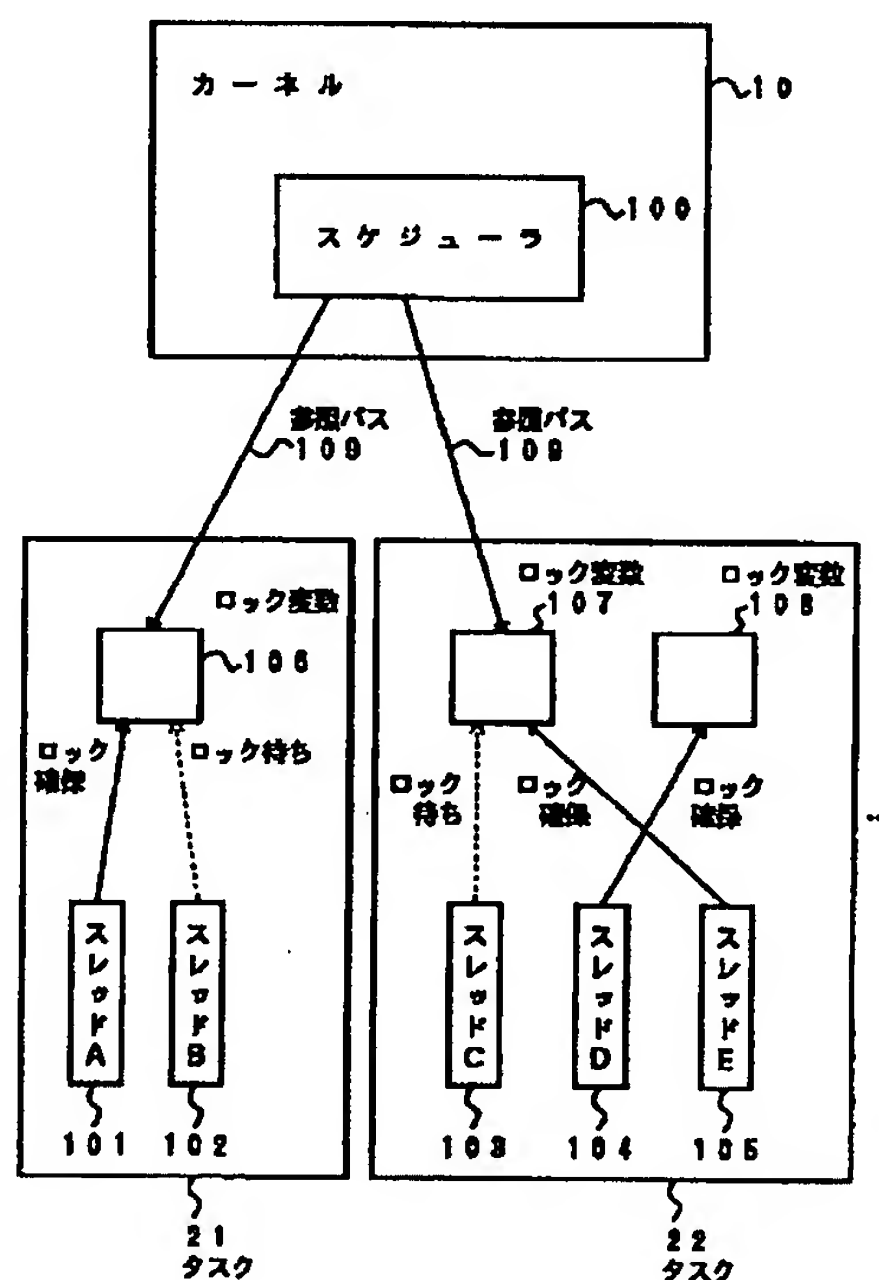 カーネル
10
スケジューラ
100
参照パス
109
参照パス
109
ロック変数
106
ロック確保
ロック待ち
スレッドA
101
スレッドB
102
21
タスク
ロック変数
107
ロック変数
108
ロック待ち
ロック確保
ロック確保
スレッドC
103
スレッドD
104
スレッドE
105
22
タスク